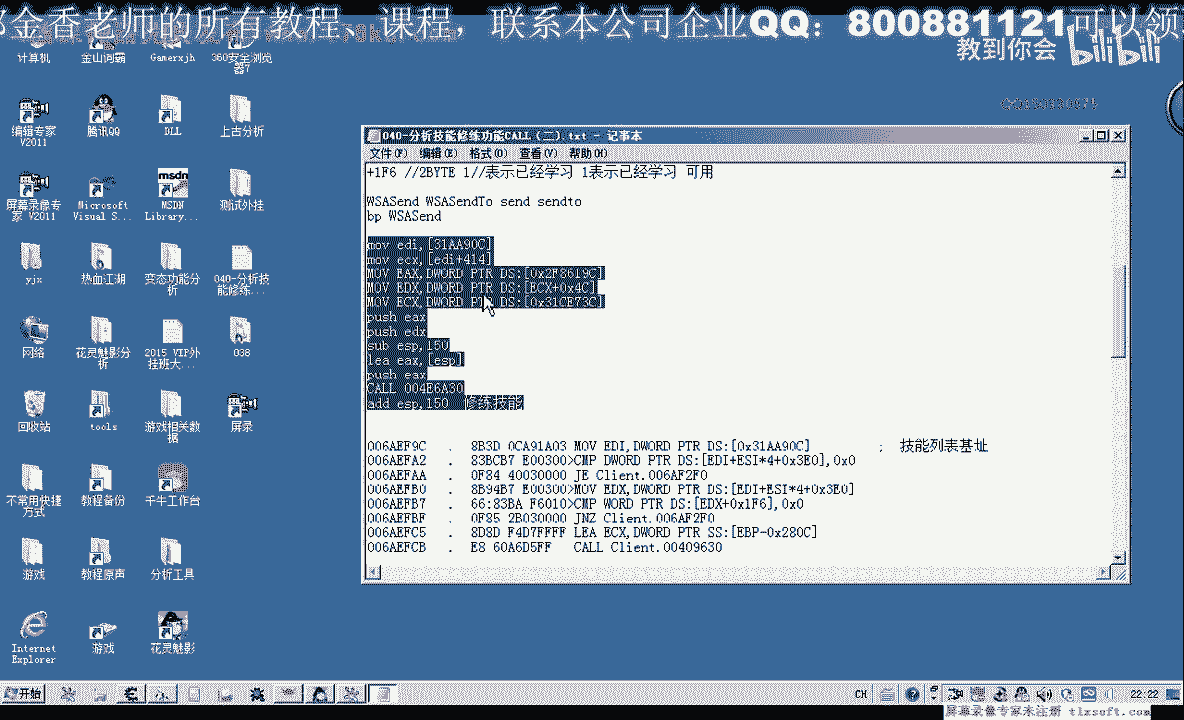 郁金香老师的所有教程、课程，联系本公司企业QQ：800881121可以领
教到你会 bilibili
计算机 金山词霸 Gamerxjh 360安全浏览器7
编辑专家V2011 腾讯QQ DLL 上古分析
屏幕录像专家 V2011 Microsoft Visual S... MSDN Library... 测试外挂
yjx 热血江湖 变态功能分析 040-分析技能修练...
网络 花灵魅影分析 2015 VIP外挂班大... 038
回收站 tools 游戏相关数据 屏录
不常用快捷方式 教程备份 千牛工作台
游戏 教程原声 分析工具
Internet Explorer 游戏 花灵魅影
040-分析技能修练功能CALL（二）.txt - 记事本
文件(F) 编辑(E) 格式(O) 查看(V) 帮助(H)
+1F6 //2BYTE 1//表示已经学习 1表示已经学习 可用
WSASend WSASendTo send sendto
bp WSASend
mov edi,[31AA90C]
mov ecx,[edi+414]
MOV EAX,DWORD PTR DS:[0x2F8619C]
MOV EDX,DWORD PTR DS:[ECX+0x4C]
MOV ECX,DWORD PTR DS:[0x31CE73C]
push eax
push edx
sub esp,150
lea eax,[esp]
push eax
CALL 004E6A30
add esp,150 修练技能
006AEF9C . 8B3D 0CA91A03 MOV EDI,DWORD PTR DS:[0x31AA90C] ; 技能列表基址
006AEFA2 . 83BCB7 E00300>CMP DWORD PTR DS:[EDI+ESI*4+0x3E0],0x0
006AEFAA . 0F84 40030000 JE Client.006AF2F0
006AEFB0 . 8B94B7 E00300>MOV EDX,DWORD PTR DS:[EDI+ESI*4+0x3E0]
006AEFB7 . 66:83BA F6010>CMP WORD PTR DS:[EDX+0x1F6],0x0
006AEFBF . 0F85 2B030000 JNZ Client.006AF2F0
006AEFC5 . 8D8D F4D7FFFF LEA ECX,DWORD PTR SS:[EBP-0x280C]
006AEFCB . E8 60A6D5FF CALL Client.00409630
开始 CH 22:22
屏幕录像专家未注册 tlxsoft.com